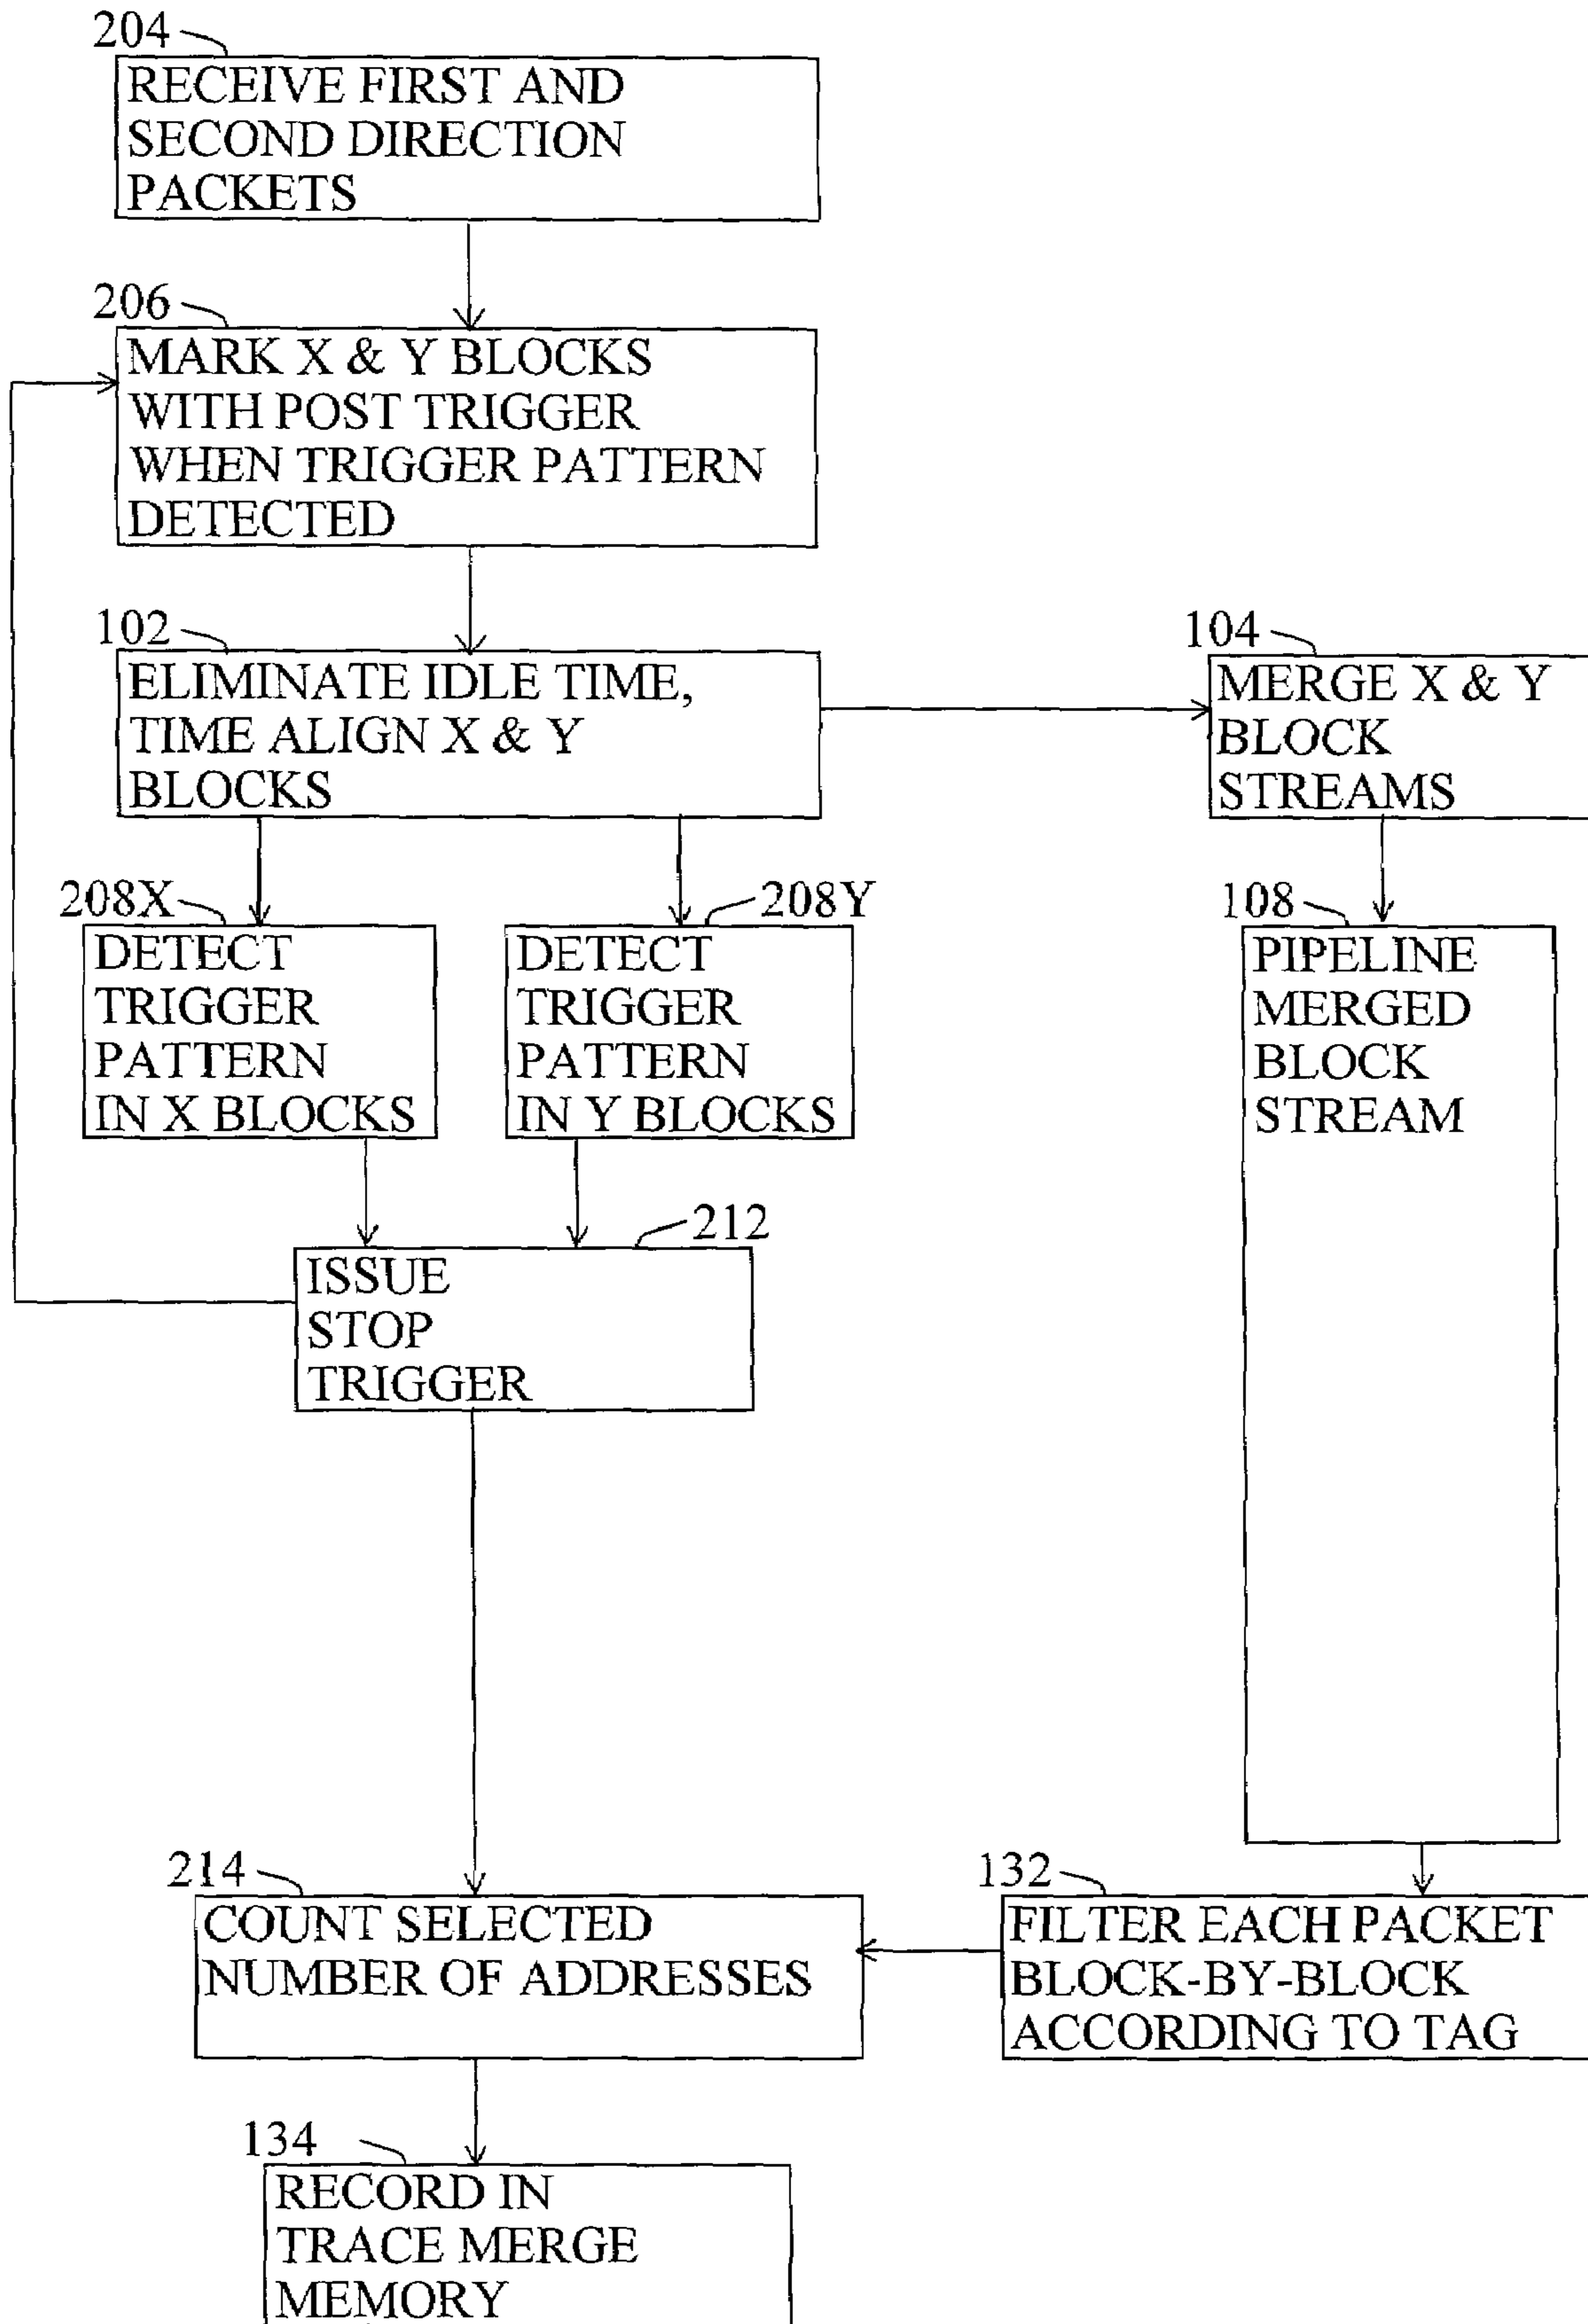 204
RECEIVE FIRST AND
SECOND DIRECTION
PACKETS
206
MARK X & Y BLOCKS
WITH POST TRIGGER
WHEN TRIGGER PATTERN
DETECTED
102
ELIMINATE IDLE TIME,
TIME ALIGN X & Y
BLOCKS
104
MERGE X & Y
BLOCK
STREAMS
208X
DETECT
TRIGGER
PATTERN
IN X BLOCKS
208Y
DETECT
TRIGGER
PATTERN
IN Y BLOCKS
108
PIPELINE
MERGED
BLOCK
STREAM
212
ISSUE
STOP
TRIGGER
214
COUNT SELECTED
NUMBER OF ADDRESSES
132
FILTER EACH PACKET
BLOCK-BY-BLOCK
ACCORDING TO TAG
134
RECORD IN
TRACE MERGE
MEMORY